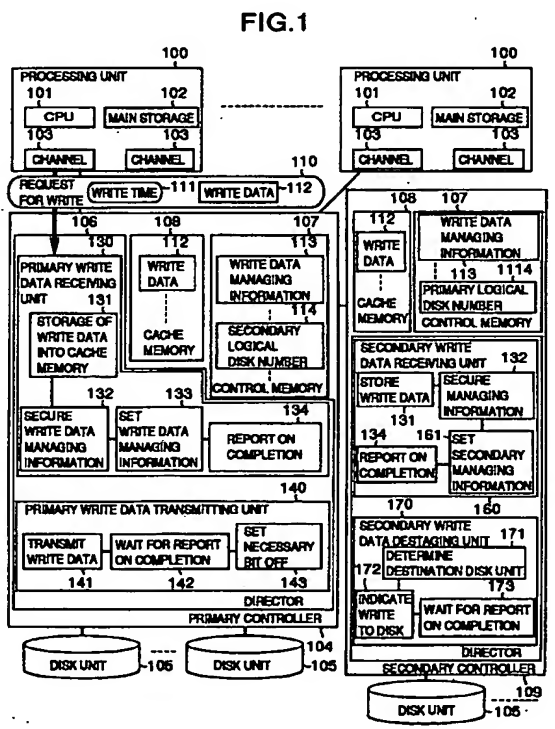 FIG.1
100
PROCESSING UNIT
101
102
CPU
MAIN STORAGE
103
103
CHANNEL
CHANNEL
100
PROCESSING UNIT
101
102
CPU
MAIN STORAGE
103
103
CHANNEL
CHANNEL
110
REQUEST
FOR WRITE
WRITE TIME
111
WRITE DATA
112
106
108
107
130
PRIMARY WRITE
DATA RECEIVING
UNIT
131
STORAGE OF
WRITE DATA
INTO CACHE
MEMORY
112
WRITE
DATA
CACHE
MEMORY
113
WRITE DATA
MANAGING
INFORMATION
114
SECONDARY
LOGICAL
DISK NUMBER
CONTROL MEMORY
132
SECURE
WRITE DATA
MANAGING
INFORMATION
133
SET
WRITE DATA
MANAGING
INFORMATION
134
REPORT ON
COMPLETION
140
PRIMARY WRITE DATA TRANSMITTING UNIT
TRANSMIT
WRITE DATA
141
WAIT FOR REPORT
ON COMPLETION
142
SET
NECESSARY
BIT OFF
143
DIRECTOR
PRIMARY CONTROLLER
104
DISK UNIT
105
DISK UNIT
105
108
107
112
WRITE
DATA
CACHE
MEMORY
WRITE DATA
MANAGING
INFORMATION
113
1114
PRIMARY LOGICAL
DISK NUMBER
CONTROL MEMORY
SECONDARY WRITE
DATA RECEIVING UNIT
132
STORE
WRITE DATA
131
SECURE
MANAGING
INFORMATION
134
REPORT ON
COMPLETION
161
SET
SECONDARY
MANAGING
INFORMATION
160
170
SECONDARY WRITE
DATA DESTAGING UNIT
171
DETERMINE
DESTINATION DISK UNIT
172
INDICATE
WRITE
TO DISK
173
WAIT FOR REPORT
ON COMPLETION
DIRECTOR
SECONDARY CONTROLLER
109
DISK UNIT
105